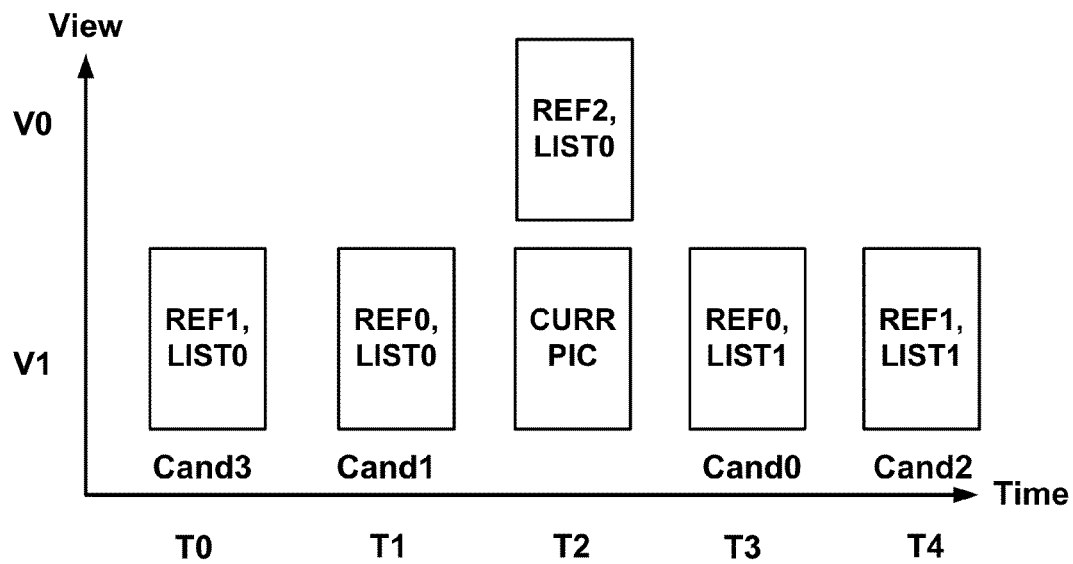 View
V0
REF2,
LIST0
V1
REF1,
LIST0
REF0,
LIST0
CURR
PIC
REF0,
LIST1
REF1,
LIST1
Cand3
Cand1
Cand0
Cand2
Time
T0
T1
T2
T3
T4